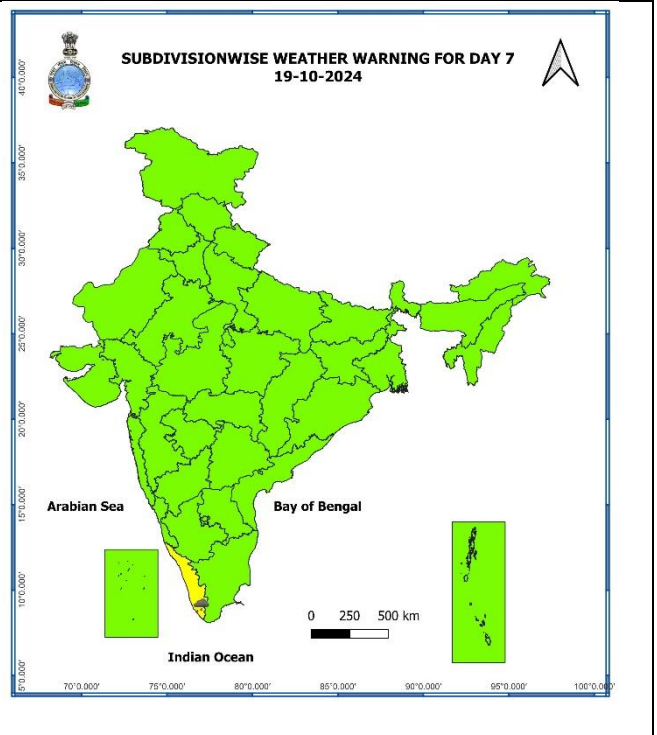 SUBDIVISIONWISE WEATHER WARNING FOR DAY 7
19-10-2024
40°0.000'
35°0.000'
30°0.000'
25°0.000'
20°0.000'
15°0.000'
10°0.000'
5°0.000'
Arabian Sea
Bay of Bengal
0 250 500 km
Indian Ocean
70°0.000' 75°0.000' 80°0.000' 85°0.000' 90°0.000' 95°0.000' 100°0.000'